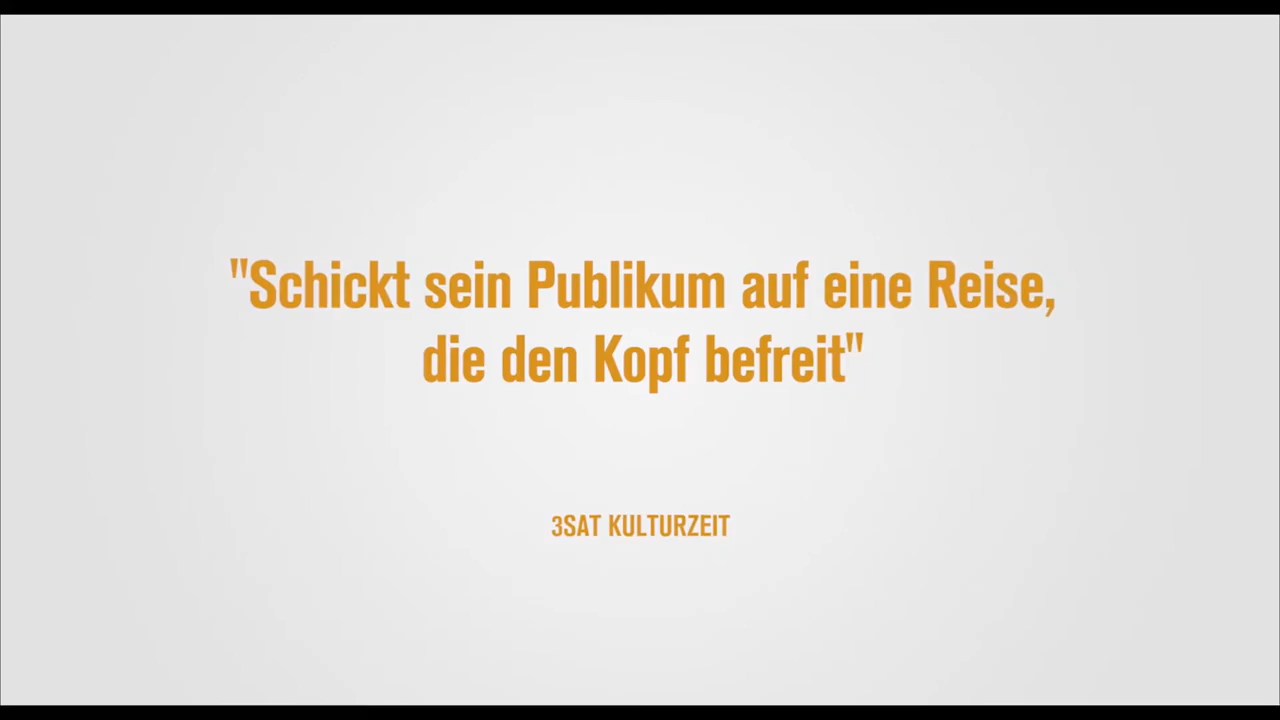 "Schickt sein Publikum auf eine Reise,
die den Kopf befreit"
3SAT KULTURZEIT